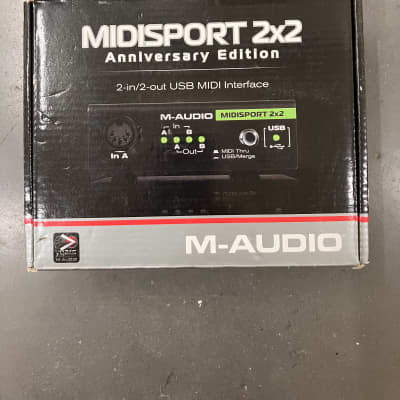 MIDISPORT 2x2
Anniversary Edition
2-in/2-out USB MIDI Interface
M-AUDIO MIDISPORT 2x2
In
A B
USB
A B
Out
In A
MIDI Thru
USB/Merge
M-AUDIO
M-AUDIO